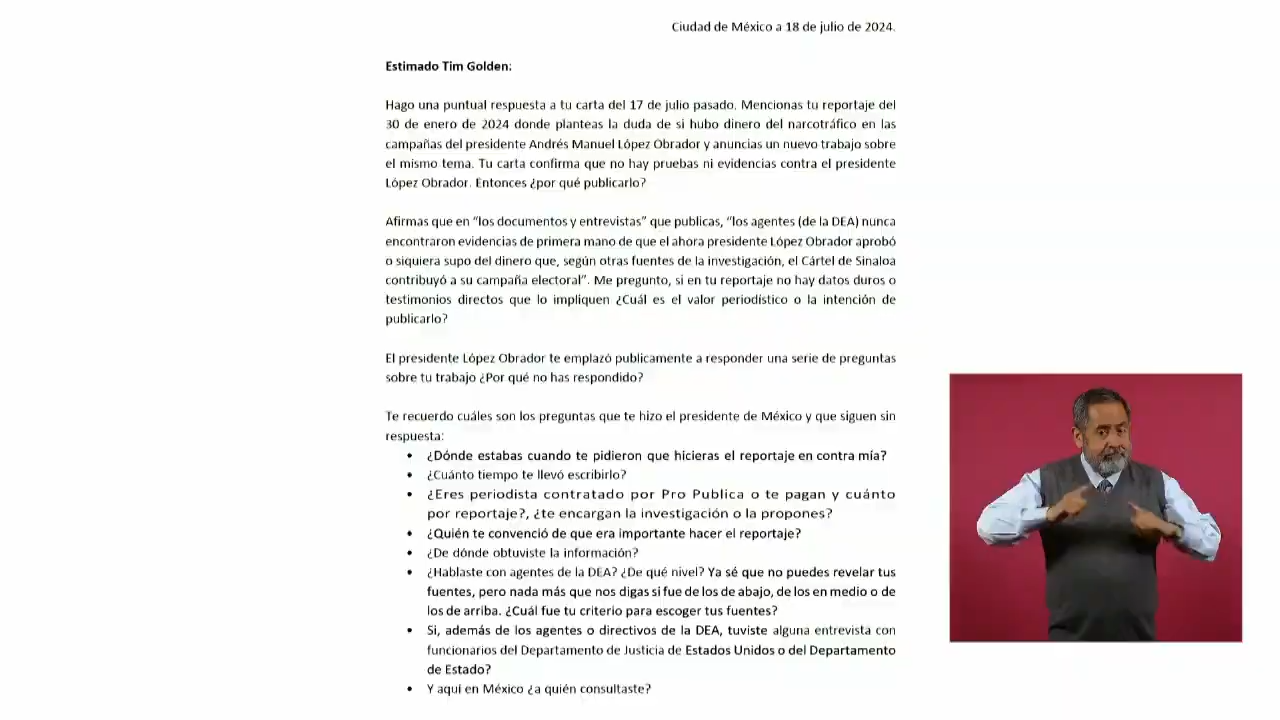 Ciudad de México a 18 de julio de 2024.
Estimado Tim Golden:
Hago una puntual respuesta a tu carta del 17 de julio pasado. Mencionas tu reportaje del
30 de enero de 2024 donde planteas la duda de si hubo dinero del narcotráfico en las
campañas del presidente Andrés Manuel López Obrador y anuncias un nuevo trabajo sobre
el mismo tema. Tu carta confirma que no hay pruebas ni evidencias contra el presidente
López Obrador. Entonces ¿por qué publicarlo?
Afirmas que en “los documentos y entrevistas” que publicas, “los agentes (de la DEA) nunca
encontraron evidencias de primera mano de que el ahora presidente López Obrador aprobó
o siquiera supo del dinero que, según otras fuentes de la investigación, el Cártel de Sinaloa
contribuyó a su campaña electoral”. Me pregunto, si en tu reportaje no hay datos duros o
testimonios directos que lo impliquen ¿Cuál es el valor periodístico o la intención de
publicarlo?
El presidente López Obrador te emplazó publicamente a responder una serie de preguntas
sobre tu trabajo ¿Por qué no has respondido?
Te recuerdo cuáles son los preguntas que te hizo el presidente de México y que siguen sin
respuesta:
• ¿Dónde estabas cuando te pidieron que hicieras el reportaje en contra mía?
• ¿Cuánto tiempo te llevó escribirlo?
• ¿Eres periodista contratado por Pro Publica o te pagan y cuánto
por reportaje?, ¿te encargan la investigación o la propones?
• ¿Quién te convenció de que era importante hacer el reportaje?
• ¿De dónde obtuviste la información?
• ¿Hablaste con agentes de la DEA? ¿De qué nivel? Ya sé que no puedes revelar tus
fuentes, pero nada más que nos digas si fue de los de abajo, de los en medio o de
los de arriba. ¿Cuál fue tu criterio para escoger tus fuentes?
• Si, además de los agentes o directivos de la DEA, tuviste alguna entrevista con
funcionarios del Departamento de Justicia de Estados Unidos o del Departamento
de Estado?
• Y aquí en México ¿a quién consultaste?